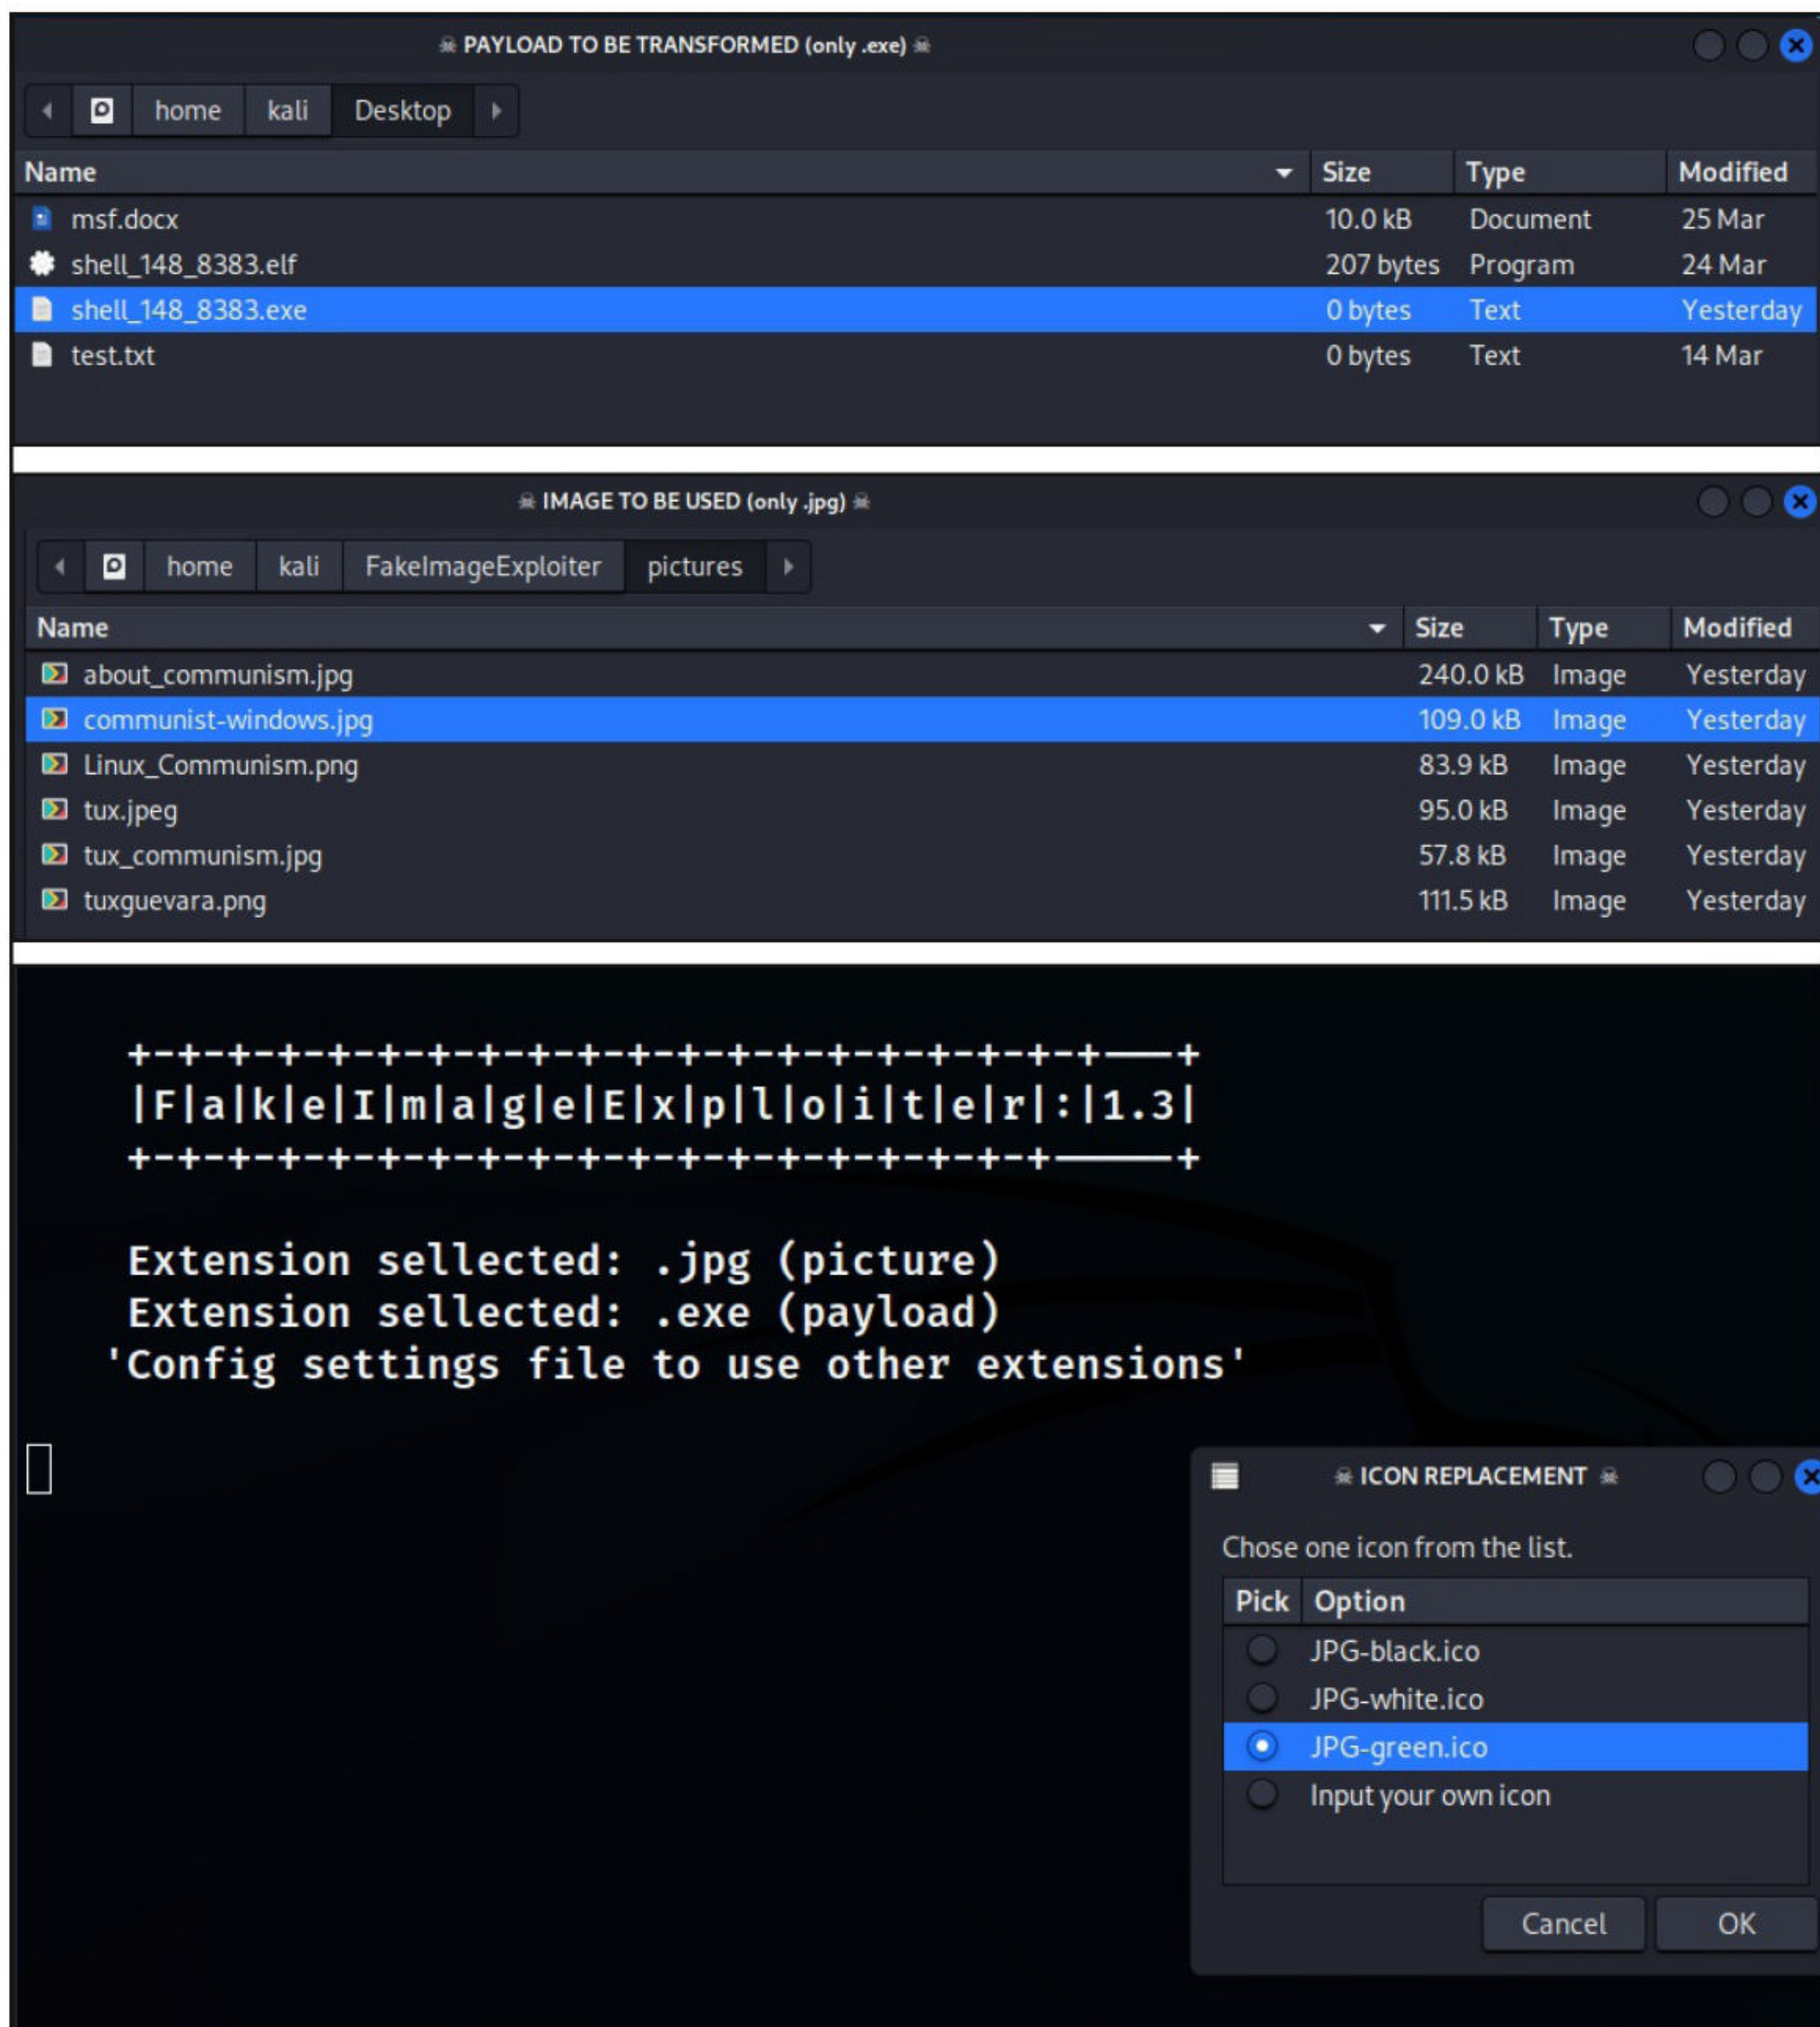 ☠ PAYLOAD TO BE TRANSFORMED (only .exe) ☠
home kali Desktop
Name Size Type Modified
msf.docx 10.0 kB Document 25 Mar
shell_148_8383.elf 207 bytes Program 24 Mar
shell_148_8383.exe 0 bytes Text Yesterday
test.txt 0 bytes Text 14 Mar
☠ IMAGE TO BE USED (only .jpg) ☠
home kali FakeImageExploiter pictures
Name Size Type Modified
about_communism.jpg 240.0 kB Image Yesterday
communist-windows.jpg 109.0 kB Image Yesterday
Linux_Communism.png 83.9 kB Image Yesterday
tux.jpeg 95.0 kB Image Yesterday
tux_communism.jpg 57.8 kB Image Yesterday
tuxguevara.png 111.5 kB Image Yesterday
+-+-+-+-+-+-+-+-+-+-+-+-+-+-+-+-+-+-+-+---+
|F|a|k|e|I|m|a|g|e|E|x|p|l|o|i|t|e|r|:|1.3|
+-+-+-+-+-+-+-+-+-+-+-+-+-+-+-+-+-+-+-----+
Extension sellected: .jpg (picture)
Extension sellected: .exe (payload)
'Config settings file to use other extensions'
☠ ICON REPLACEMENT ☠
Chose one icon from the list.
Pick Option
JPG-black.ico
JPG-white.ico
JPG-green.ico
Input your own icon
Cancel OK